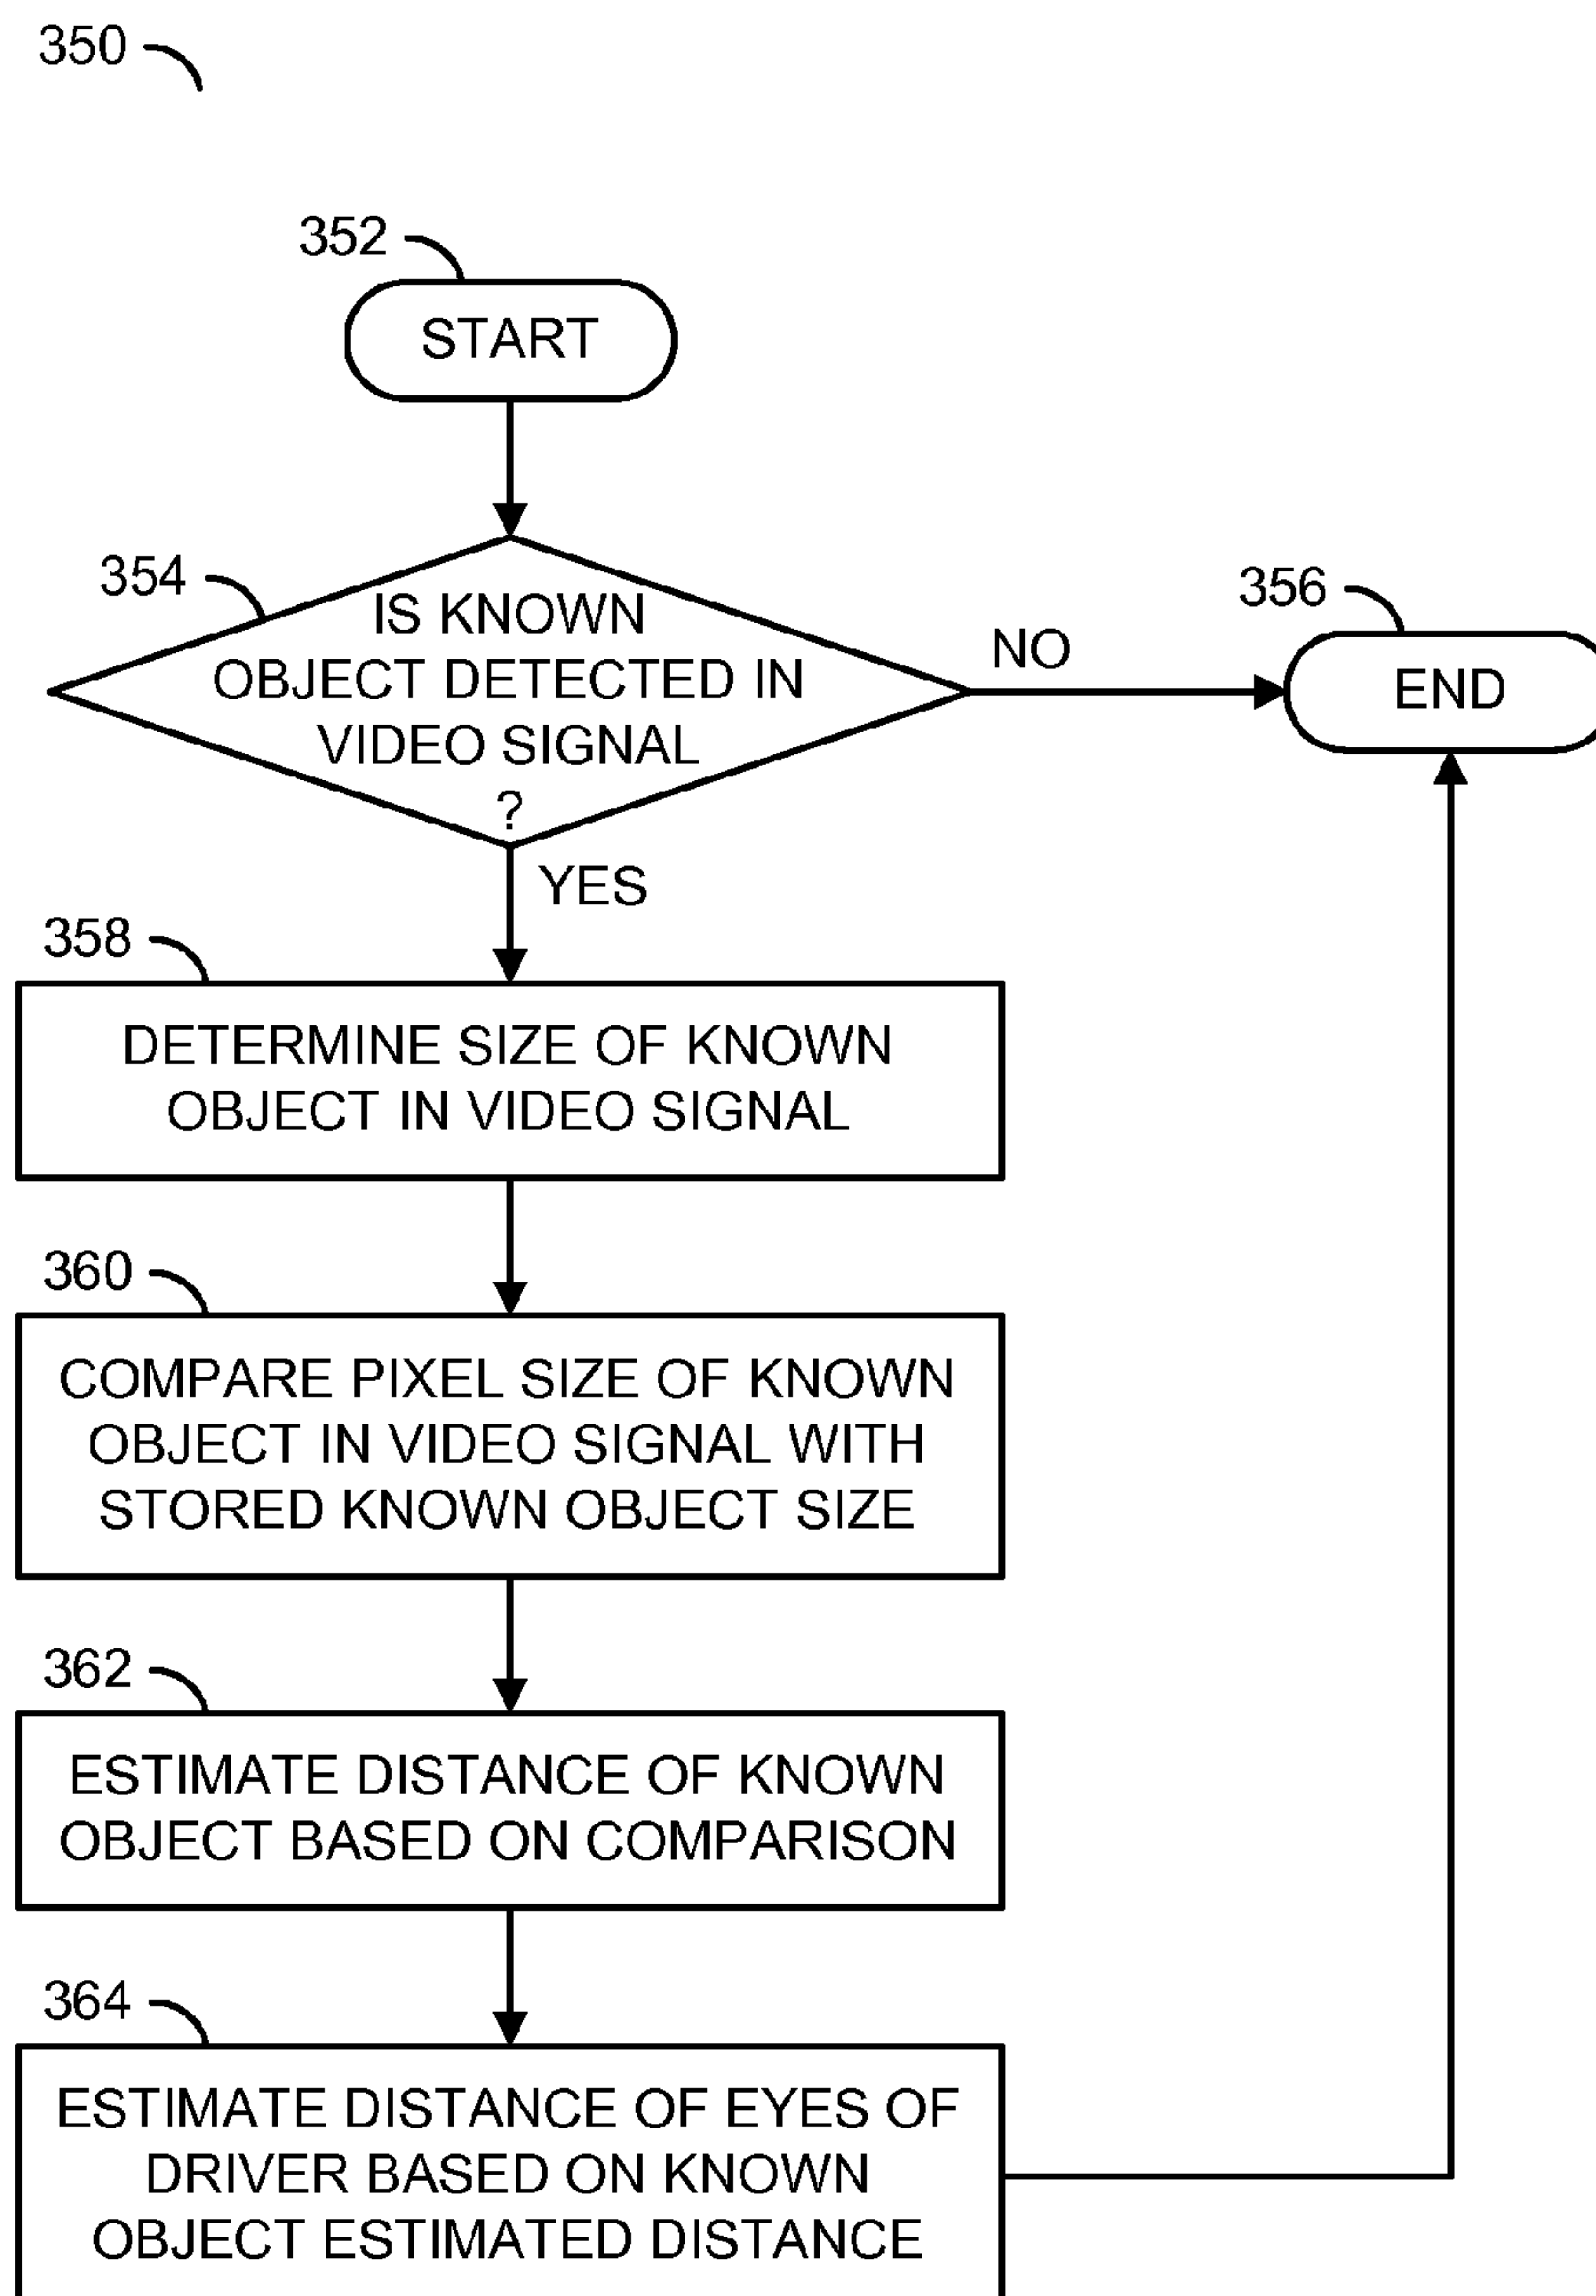 350
352
START
354
IS KNOWN
OBJECT DETECTED IN
VIDEO SIGNAL
?
NO
356
END
YES
358
DETERMINE SIZE OF KNOWN
OBJECT IN VIDEO SIGNAL
360
COMPARE PIXEL SIZE OF KNOWN
OBJECT IN VIDEO SIGNAL WITH
STORED KNOWN OBJECT SIZE
362
ESTIMATE DISTANCE OF KNOWN
OBJECT BASED ON COMPARISON
364
ESTIMATE DISTANCE OF EYES OF
DRIVER BASED ON KNOWN
OBJECT ESTIMATED DISTANCE